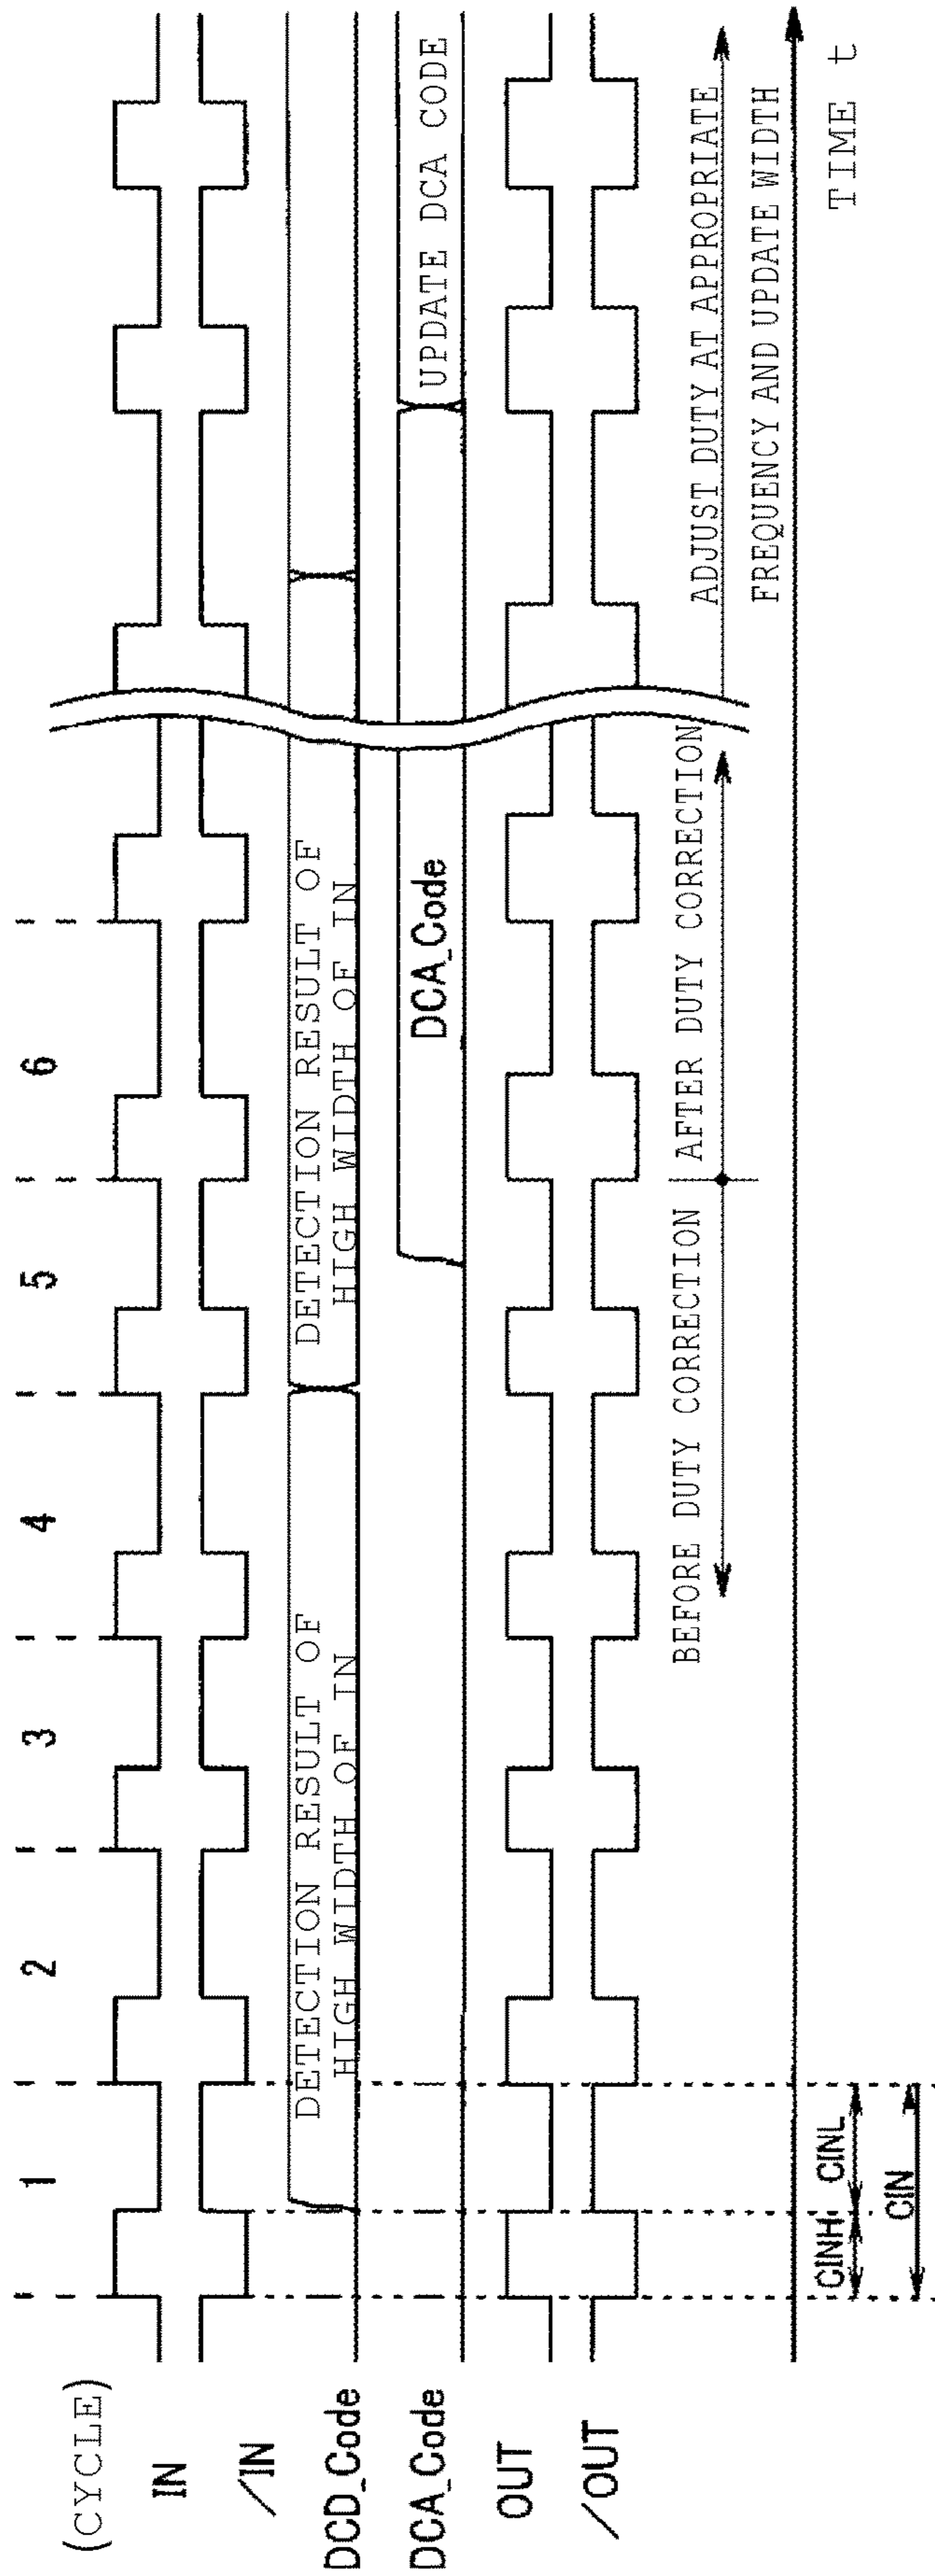 (CYCLE)
1
2
3
4
5
6
IN
/IN
DCD_Code
DETECTION RESULT OF
HIGH WIDTH OF IN
DETECTION RESULT OF
HIGH WIDTH OF IN
DCA_Code
DCA_Code
UPDATE DCA CODE
OUT
/OUT
BEFORE DUTY CORRECTION
AFTER DUTY CORRECTION
ADJUST DUTY AT APPROPRIATE
FREQUENCY AND UPDATE WIDTH
TIME t
CINH
CINL
CIN